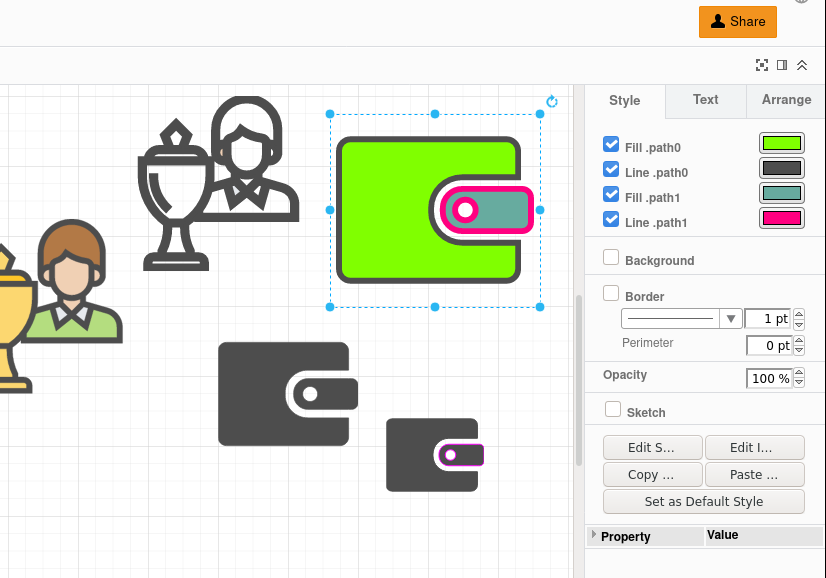 Share
Style Text Arrange
Fill .path0
Line .path0
Fill .path1
Line .path1
Background
Border
1 pt
Perimeter 0 pt
Opacity 100 %
Sketch
Edit S... Edit I...
Copy ... Paste ...
Set as Default Style
Property Value